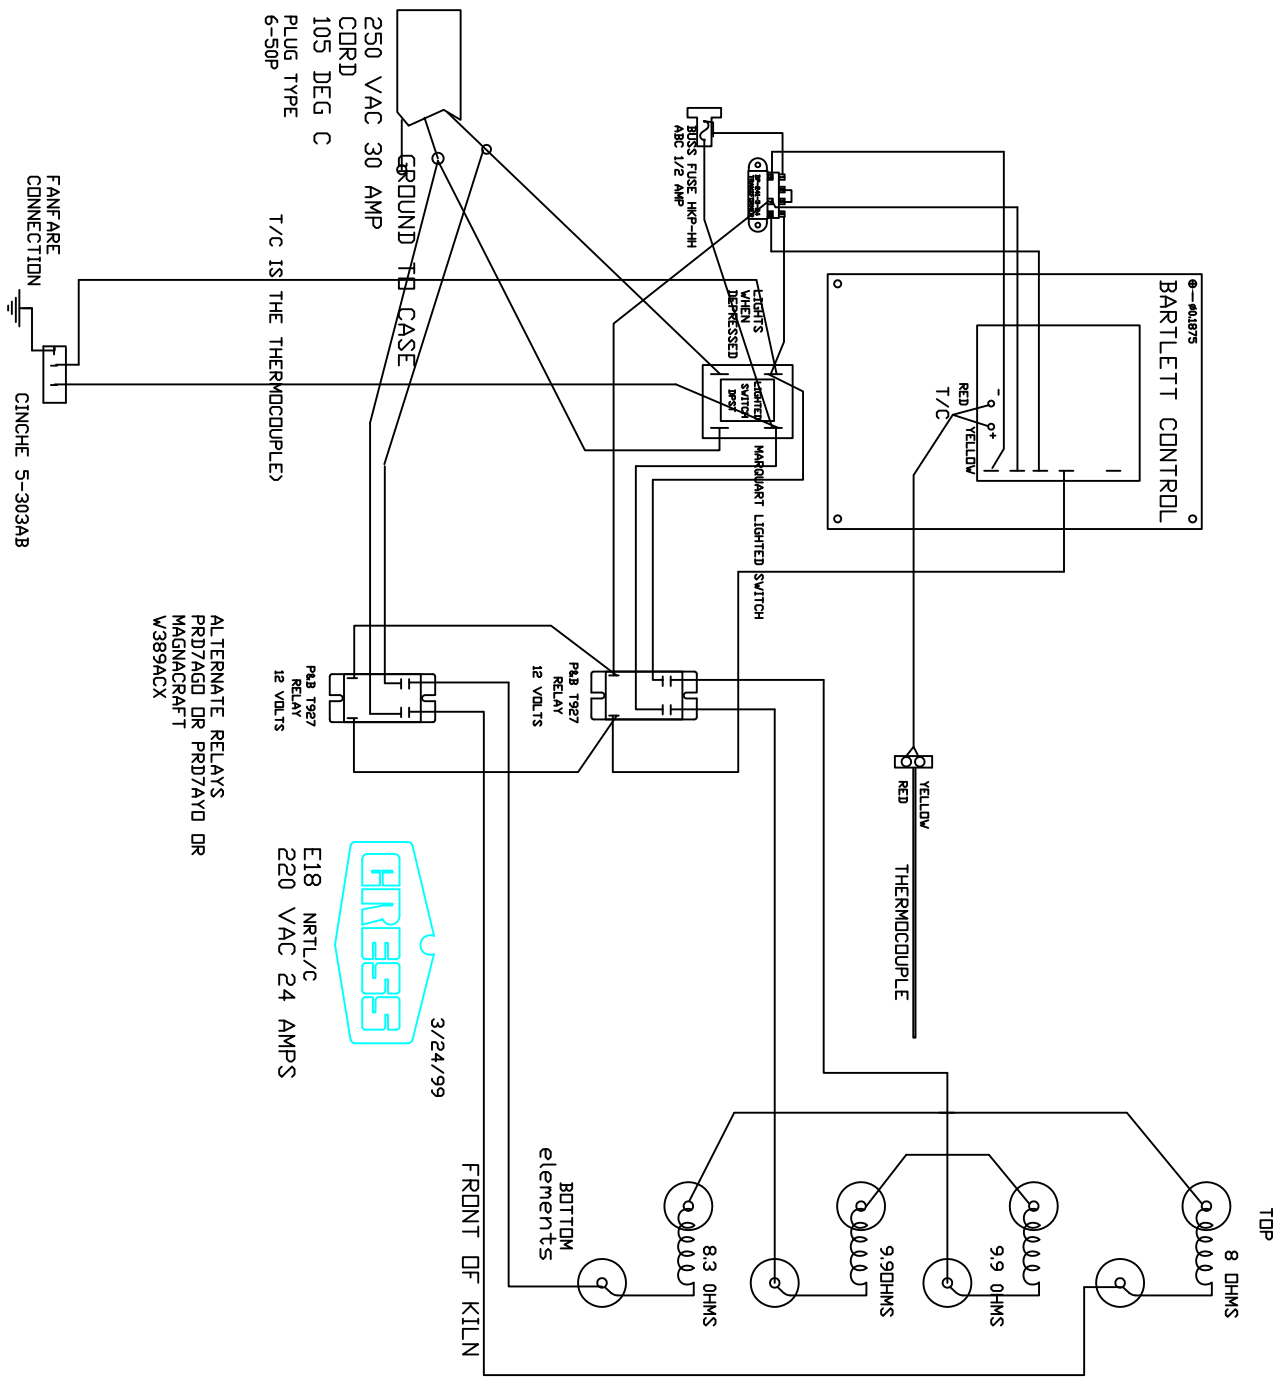 250 VAC 30 AMP
CORD
105 DEG C
PLUG TYPE
6-50P
GROUND TO CASE
T/C IS THE THERMOCOUPLE)
FANFARE
CONNECTION
CINCHE 5-303AB
BUSS FUSE HKP-HH
ABC 1/2 AMP
LIGHTS
WHEN
DEPRESSED
LIGHTED
SWITCH
DPST
MARQUART LIGHTED SWITCH
ø0.1875
BARTLETT CONTROL
T/C
RED
-
+
YELLOW
P&B T927
RELAY
12 VOLTS
P&B T927
RELAY
12 VOLTS
ALTERNATE RELAYS
PRD7AGO OR PRD7AYO OR
MAGNACRAFT
W389ACX
YELLOW
RED
THERMOCOUPLE
CRESS
E18 NRTL/C
220 VAC 24 AMPS
3/24/99
TOP
8 OHMS
9.9 OHMS
9.9OHMS
8.3 OHMS
BOTTOM
elements
FRONT OF KILN